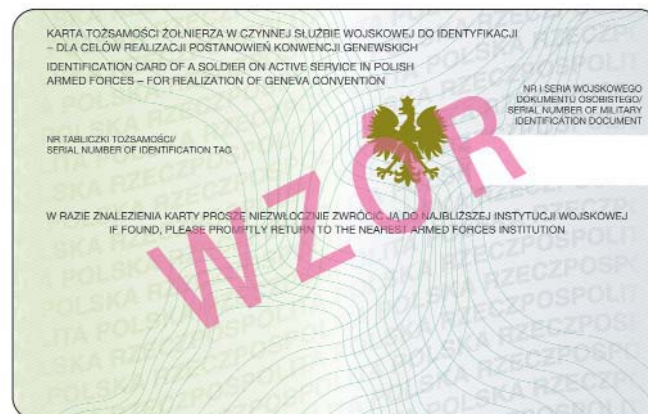 KARTA TOŻSAMOŚCI ŻOŁNIERZA W CZYNNEJ SŁUŻBIE WOJSKOWEJ DO IDENTYFIKACJI
– DLA CELÓW REALIZACJI POSTANOWIEŃ KONWENCJI GENEWSKICH
IDENTIFICATION CARD OF A SOLDIER ON ACTIVE SERVICE IN POLISH
ARMED FORCES – FOR REALIZATION OF GENEVA CONVENTION
NR I SERIA WOJSKOWEGO
DOKUMENTU OSOBISTEGO/
SERIAL NUMBER OF MILITARY
IDENTIFICATION DOCUMENT
NR TABLICZKI TOŻSAMOŚCI/
SERIAL NUMBER OF IDENTIFICATION TAG
WZÓR
W RAZIE ZNALEZIENIA KARTY PROSZĘ NIEZWŁOCZNIE ZWRÓCIĆ JĄ DO NAJBLIŻSZEJ INSTYTUCJI WOJSKOWEJ
IF FOUND, PLEASE PROMPTLY RETURN TO THE NEAREST ARMED FORCES INSTITUTION